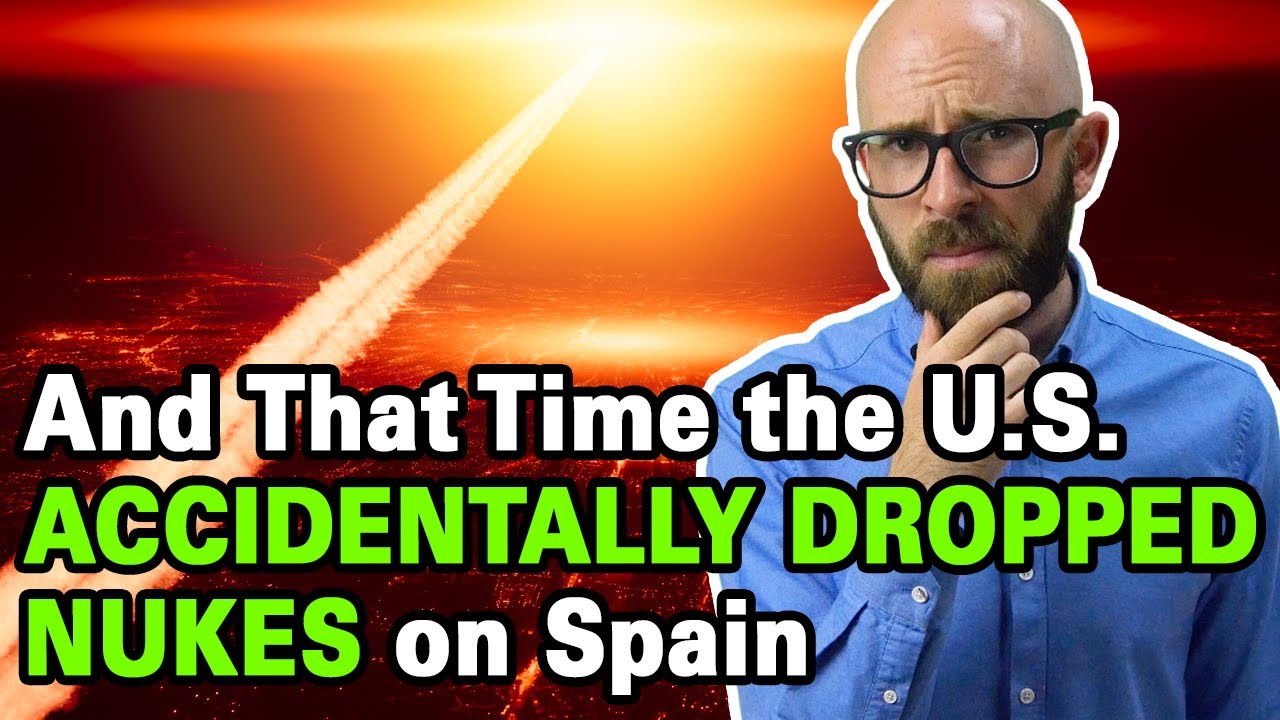 And That Time the U.S.
ACCIDENTALLY DROPPED
NUKES on Spain